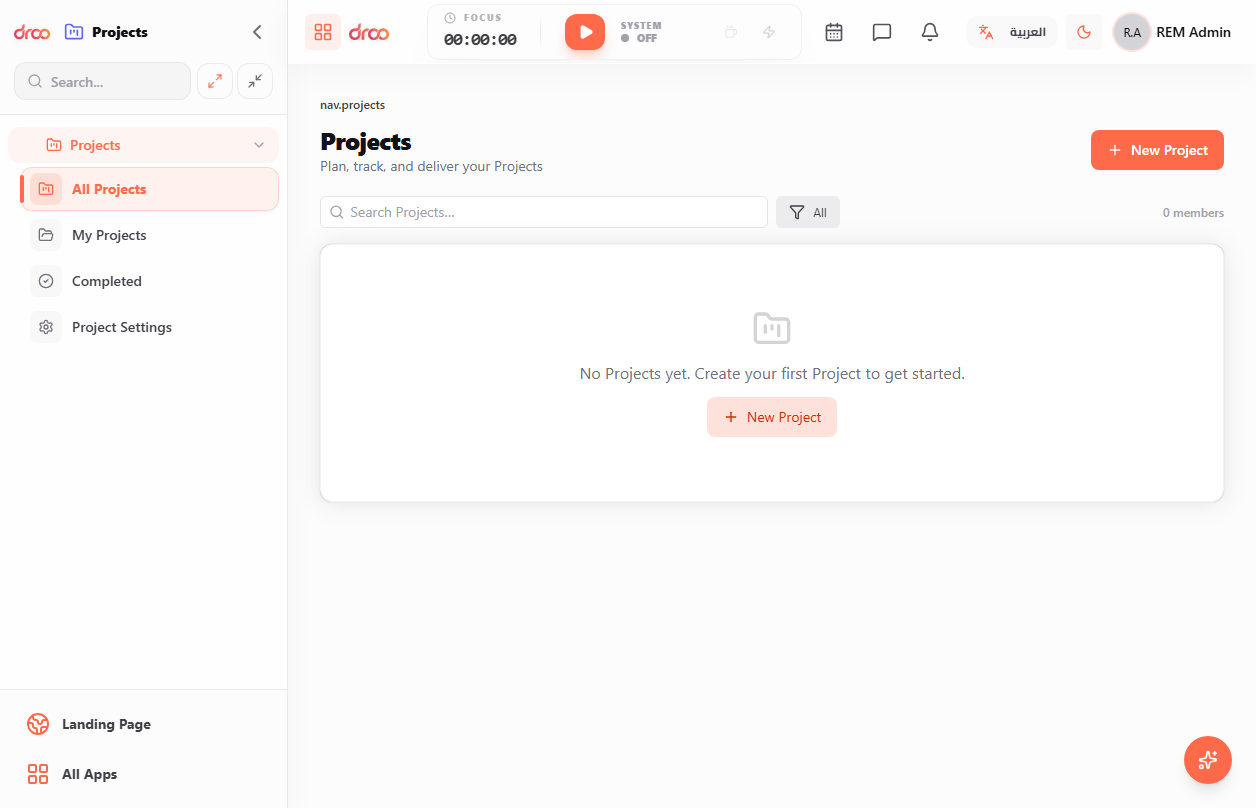 droo
Projects
Search...
Projects
All Projects
My Projects
Completed
Project Settings
Landing Page
All Apps
droo
FOCUS
00:00:00
SYSTEM
OFF
العربية
R.A
REM Admin
nav.projects
Projects
Plan, track, and deliver your Projects
New Project
Search Projects...
All
0 members
No Projects yet. Create your first Project to get started.
New Project